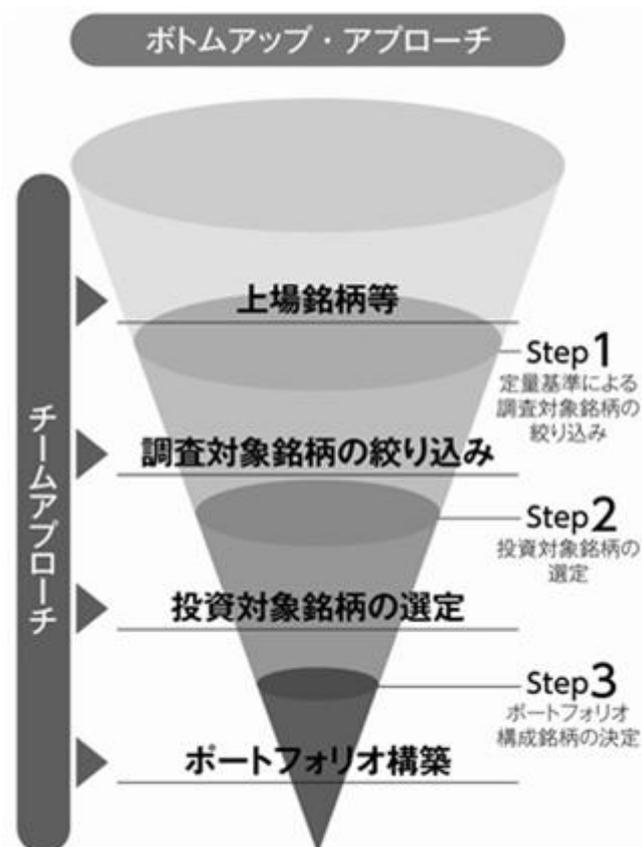 ボトムアップ・アプローチ
チームアプローチ
上場銘柄等
Step1
定量基準による
調査対象銘柄の
絞り込み
調査対象銘柄の絞り込み
Step2
投資対象銘柄の
選定
投資対象銘柄の選定
Step3
ポートフォリオ
構成銘柄の決定
ポートフォリオ構築